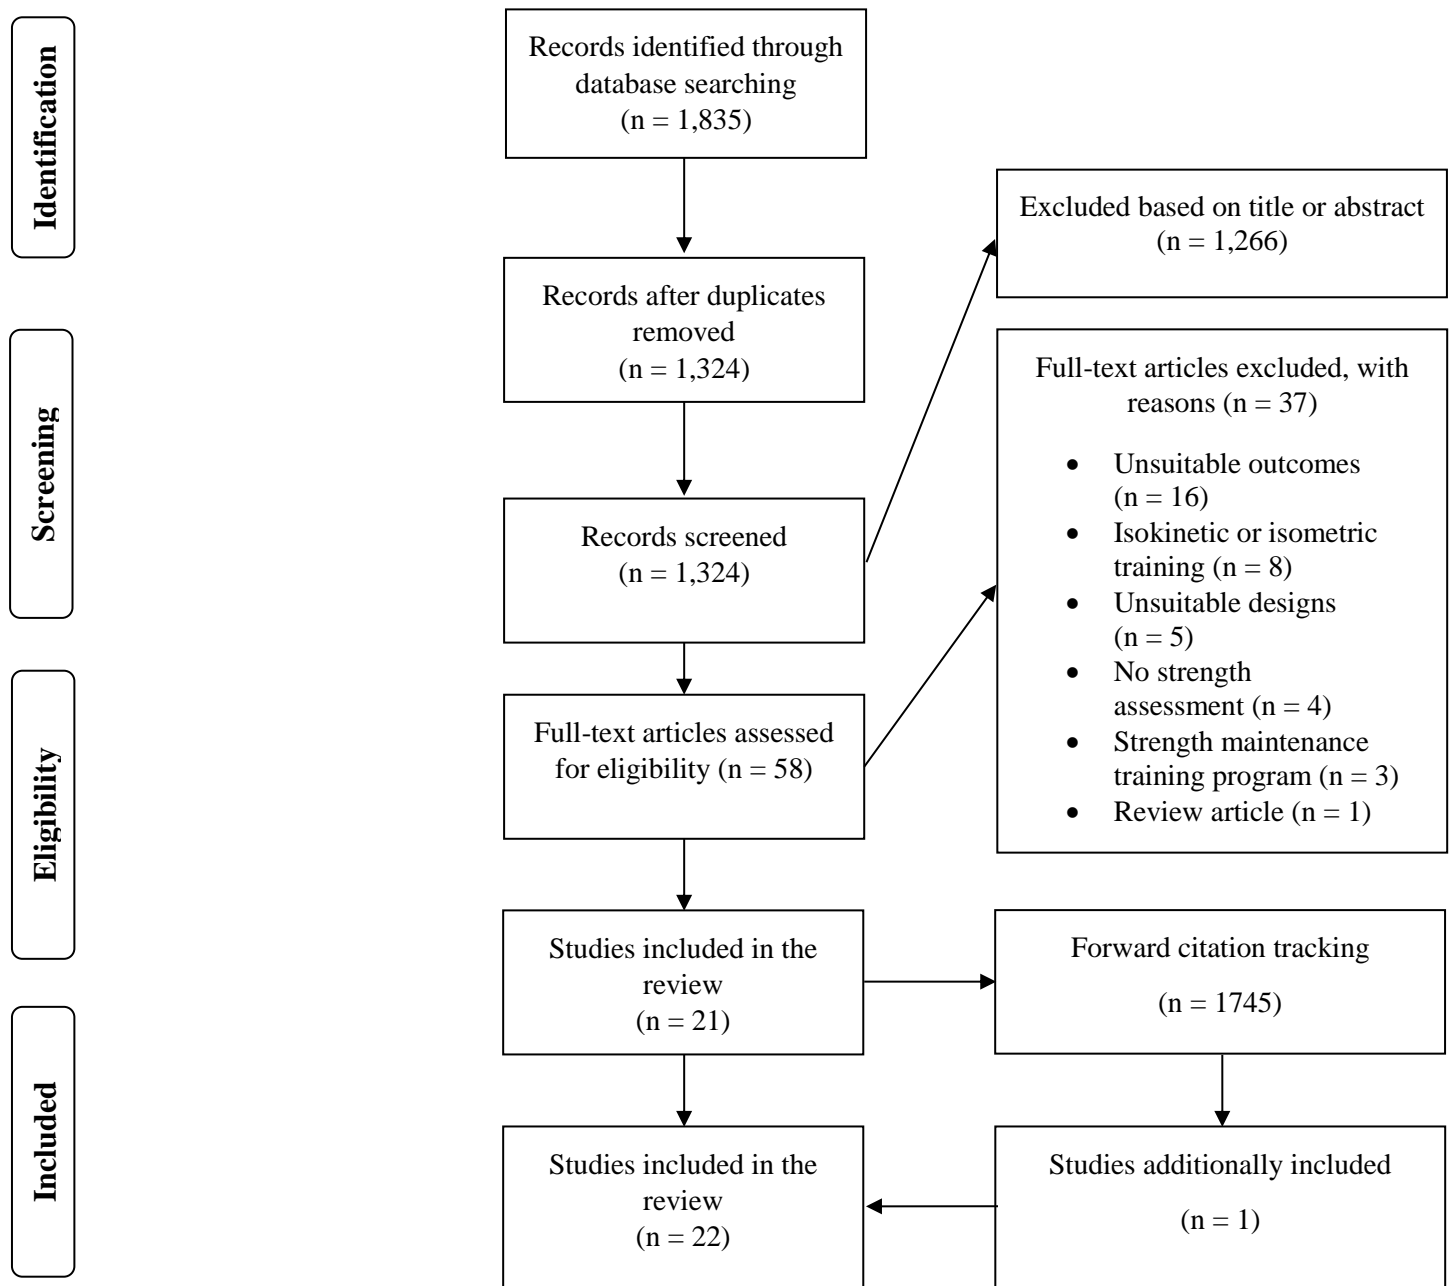 Identification
Records identified through
database searching
(n = 1,835)
Excluded based on title or abstract
(n = 1,266)
Records after duplicates
removed
(n = 1,324)
Screening
Records screened
(n = 1,324)
Full-text articles excluded, with
reasons (n = 37)
• Unsuitable outcomes
(n = 16)
• Isokinetic or isometric
training (n = 8)
• Unsuitable designs
(n = 5)
• No strength
assessment (n = 4)
• Strength maintenance
training program (n = 3)
• Review article (n = 1)
Eligibility
Full-text articles assessed
for eligibility (n = 58)
Studies included in the
review
(n = 21)
Forward citation tracking
(n = 1745)
Included
Studies included in the
review
(n = 22)
Studies additionally included
(n = 1)